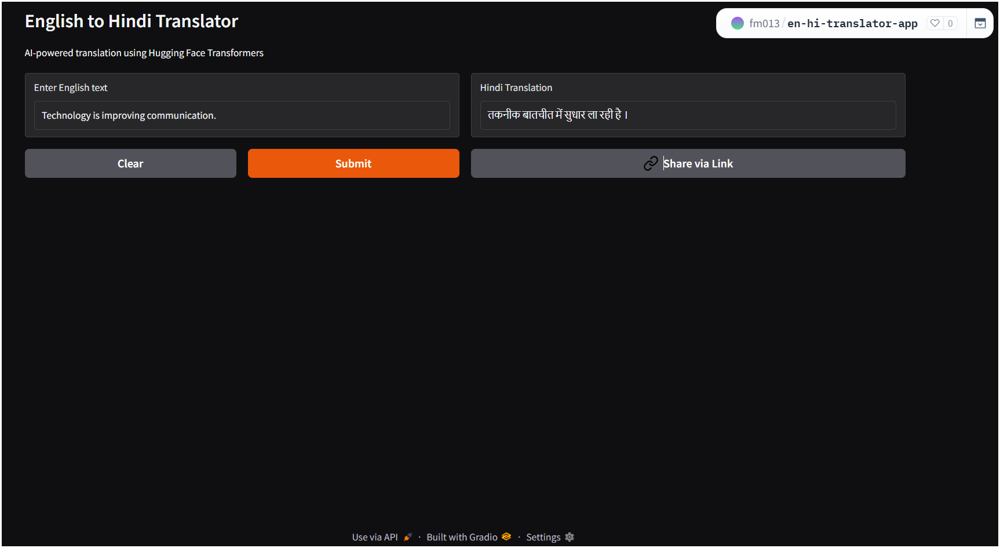 English to Hindi Translator
fm013/en-hi-translator-app 0
AI-powered translation using Hugging Face Transformers
Enter English text
Technology is improving communication.
Hindi Translation
तकनीक बातचीत में सुधार ला रही है ।
Clear
Submit
Share via Link
Use via API · Built with Gradio · Settings